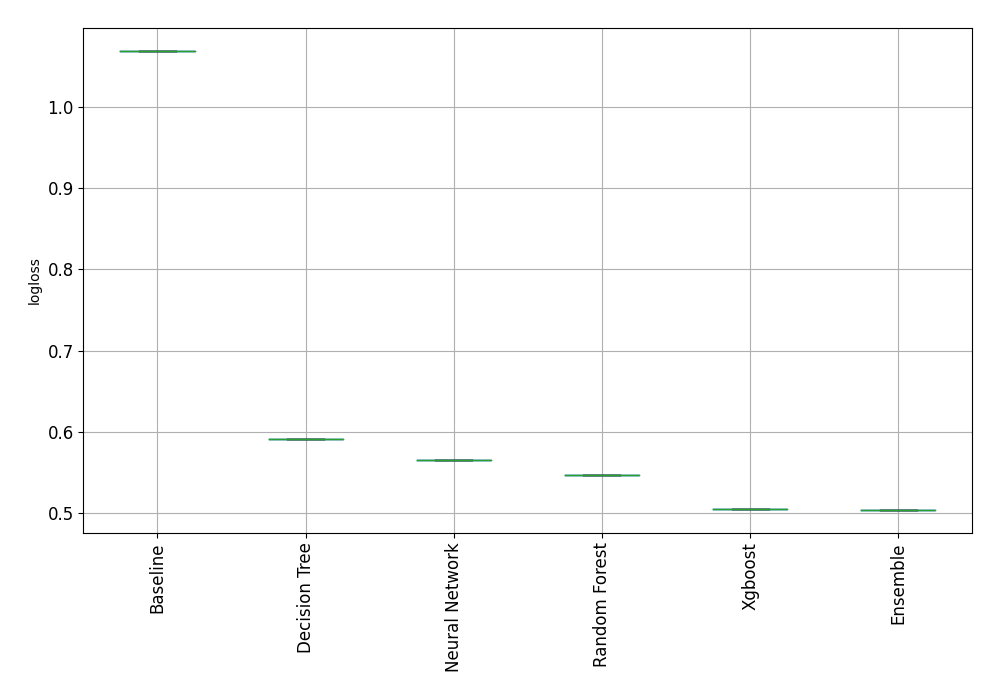 1.0
0.9
0.8
0.7
0.6
0.5
logloss
Baseline
Decision Tree
Neural Network
Random Forest
Xgboost
Ensemble